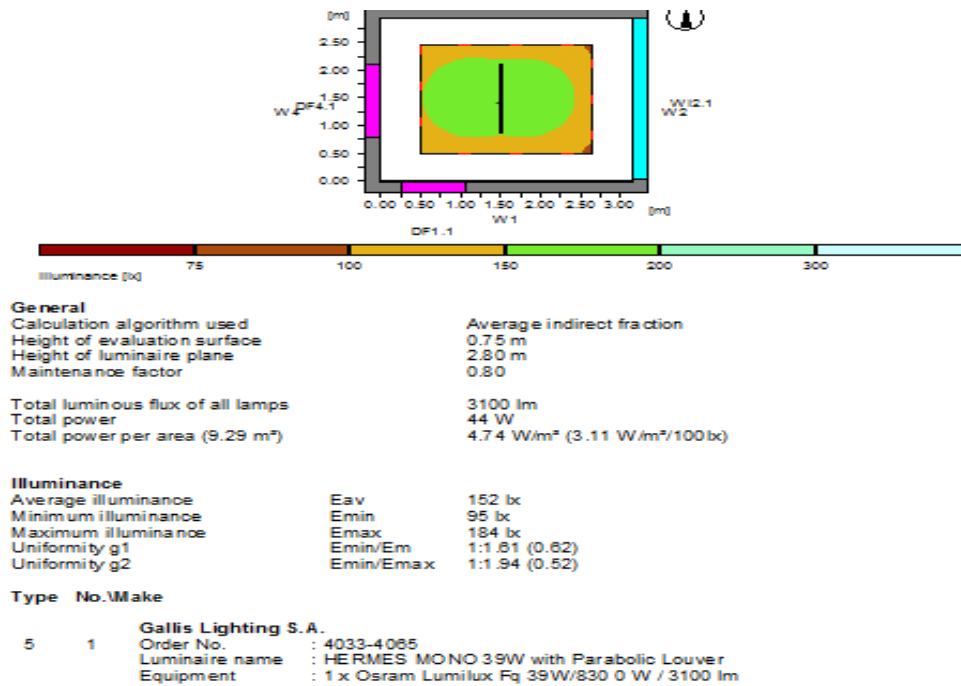 [m]
2.50
2.00
1.50
1.00
0.50
0.00
DF4.1
W4
W2
W12.1
0.00 0.50 1.00 1.50 2.00 2.50 3.00 [m]
W1
DF1.1
75 100 150 200 300
Illuminance [lx]
General
Calculation algorithm used Average indirect fraction
Height of evaluation surface 0.75 m
Height of luminaire plane 2.80 m
Maintenance factor 0.80
Total luminous flux of all lamps 3100 lm
Total power 44 W
Total power per area (9.29 m²) 4.74 W/m² (3.11 W/m²/100lx)
Illuminance
Average illuminance Eav 152 lx
Minimum illuminance Emin 95 lx
Maximum illuminance Emax 184 lx
Uniformity g1 Emin/Em 1:1.61 (0.62)
Uniformity g2 Emin/Emax 1:1.94 (0.52)
Type No.\Make
Gallis Lighting S.A.
5 1 Order No. : 4033-4065
Luminaire name : HERMES MONO 39W with Parabolic Louver
Equipment : 1 x Osram Lumilux Fq 39W/830 0 W / 3100 lm